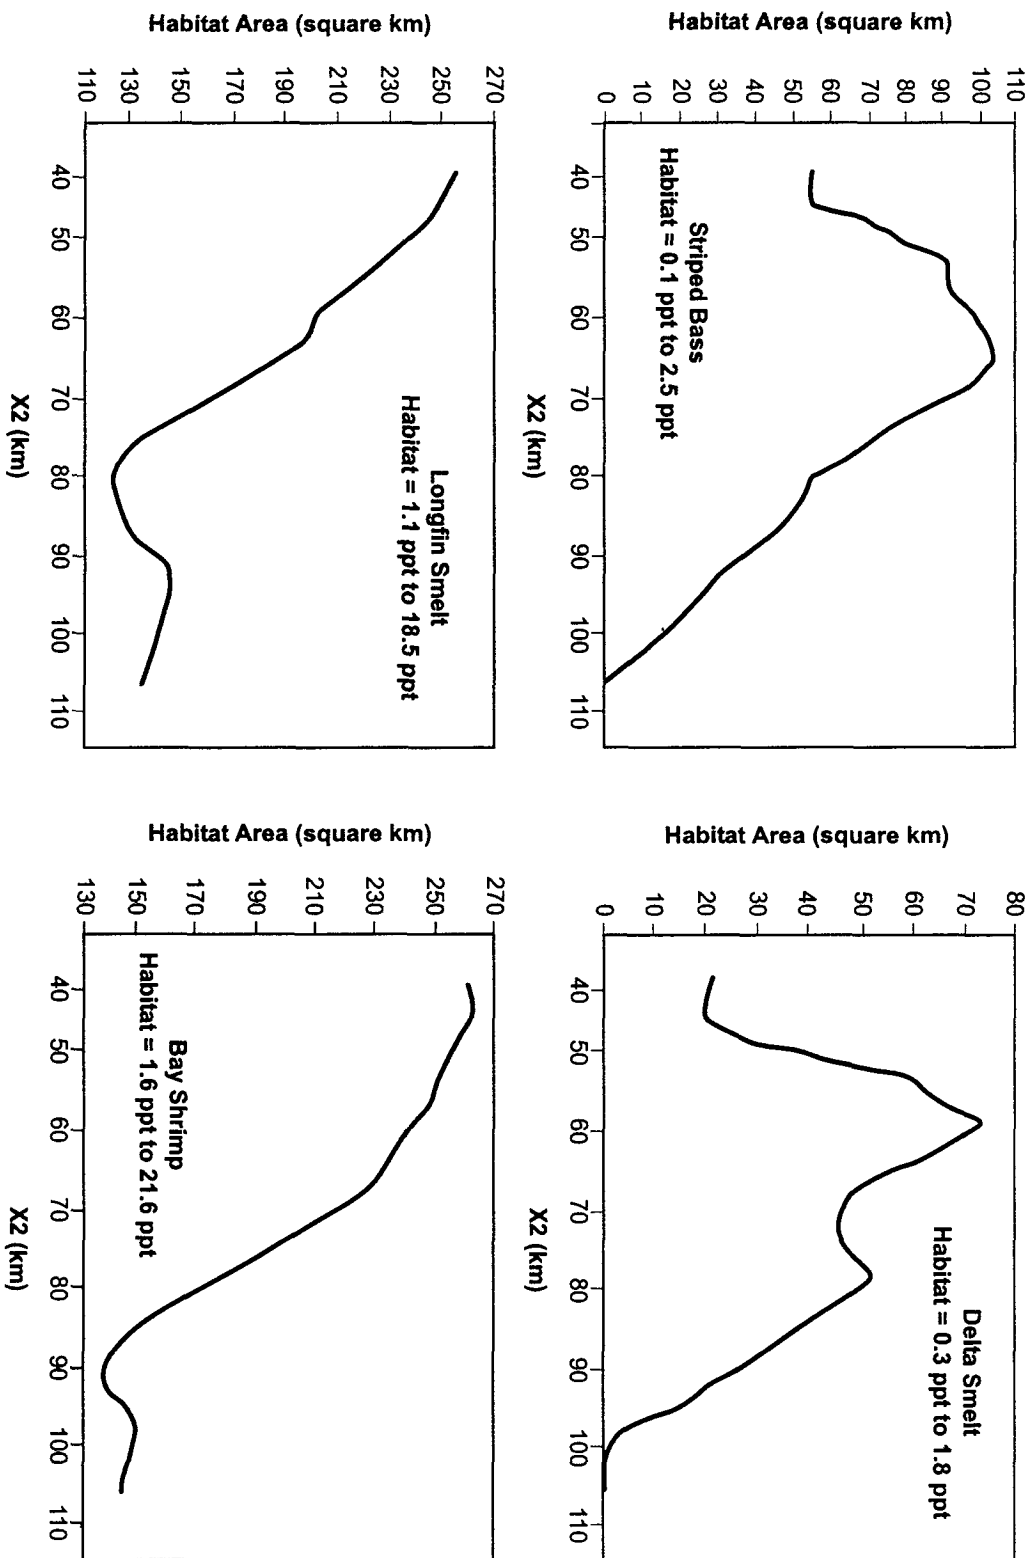 Habitat Area (square km)
110
100
90
80
70
60
50
40
30
20
10
0
Striped Bass
Habitat = 0.1 ppt to 2.5 ppt
40 50 60 70 80 90 100 110
X2 (km)
Habitat Area (square km)
80
70
60
50
40
30
20
10
0
Delta Smelt
Habitat = 0.3 ppt to 1.8 ppt
40 50 60 70 80 90 100 110
X2 (km)
Habitat Area (square km)
270
250
230
210
190
170
150
130
110
Longfin Smelt
Habitat = 1.1 ppt to 18.5 ppt
40 50 60 70 80 90 100 110
X2 (km)
Habitat Area (square km)
270
250
230
210
190
170
150
130
Bay Shrimp
Habitat = 1.6 ppt to 21.6 ppt
40 50 60 70 80 90 100 110
X2 (km)